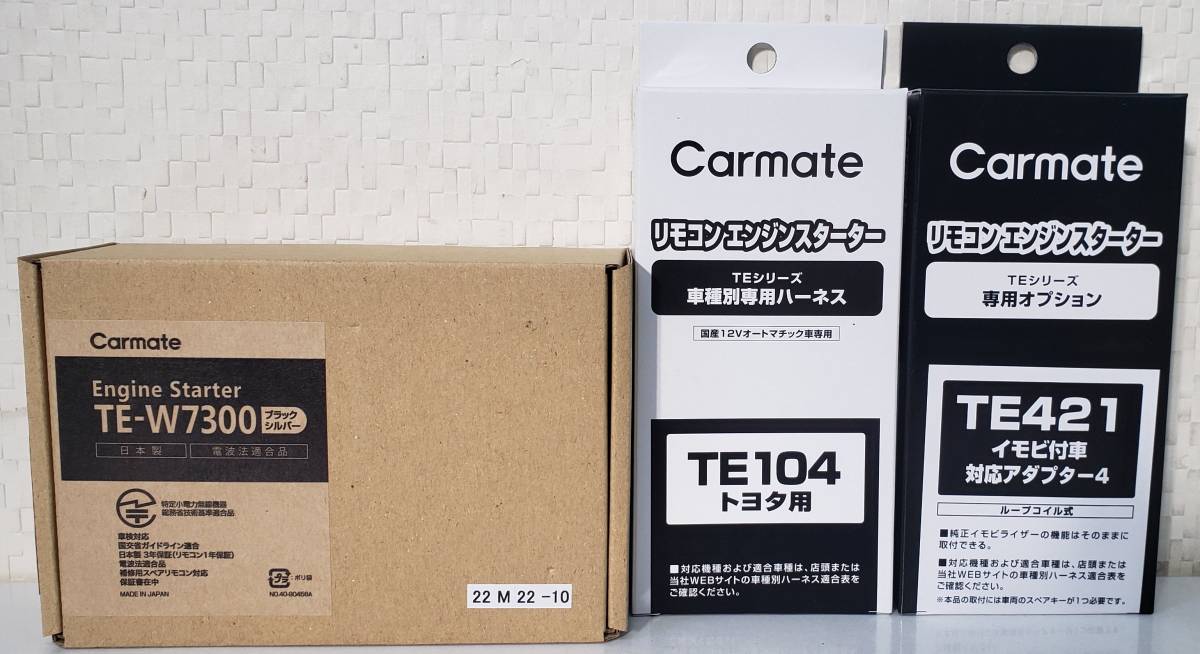 Carmate
Engine Starter
TE-W7300 ブラック シルバー
日本製 電波法適合品
特定小電力無線機器
総務省技術基準適合品
車検対応
国交省ガイドライン適合
日本製 3年保証(リモコン1年保証)
電波法適合品
補修用スペアリモコン対応
保証書在中
MADE IN JAPAN
プラ
:ポリ袋
22 M 22 -10
Carmate
リモコンエンジンスターター
TEシリーズ
車種別専用ハーネス
国産12Vオートマチック車専用
TE104
トヨタ用
■対応機種および適合車種は、店頭または
当社WEBサイトの車種別ハーネス適合表を
ご確認ください。
Carmate
リモコンエンジンスターター
TEシリーズ
専用オプション
TE421
イモビ付車
対応アダプター4
ループコイル式
■純正イモビライザーの機能はそのままに
取付できる。
■対応機種および適合車種は、店頭または
当社WEBサイトの車種別ハーネス適合表を
ご確認ください。
※本品の取付には車両のスペアキーが1つ必要です。